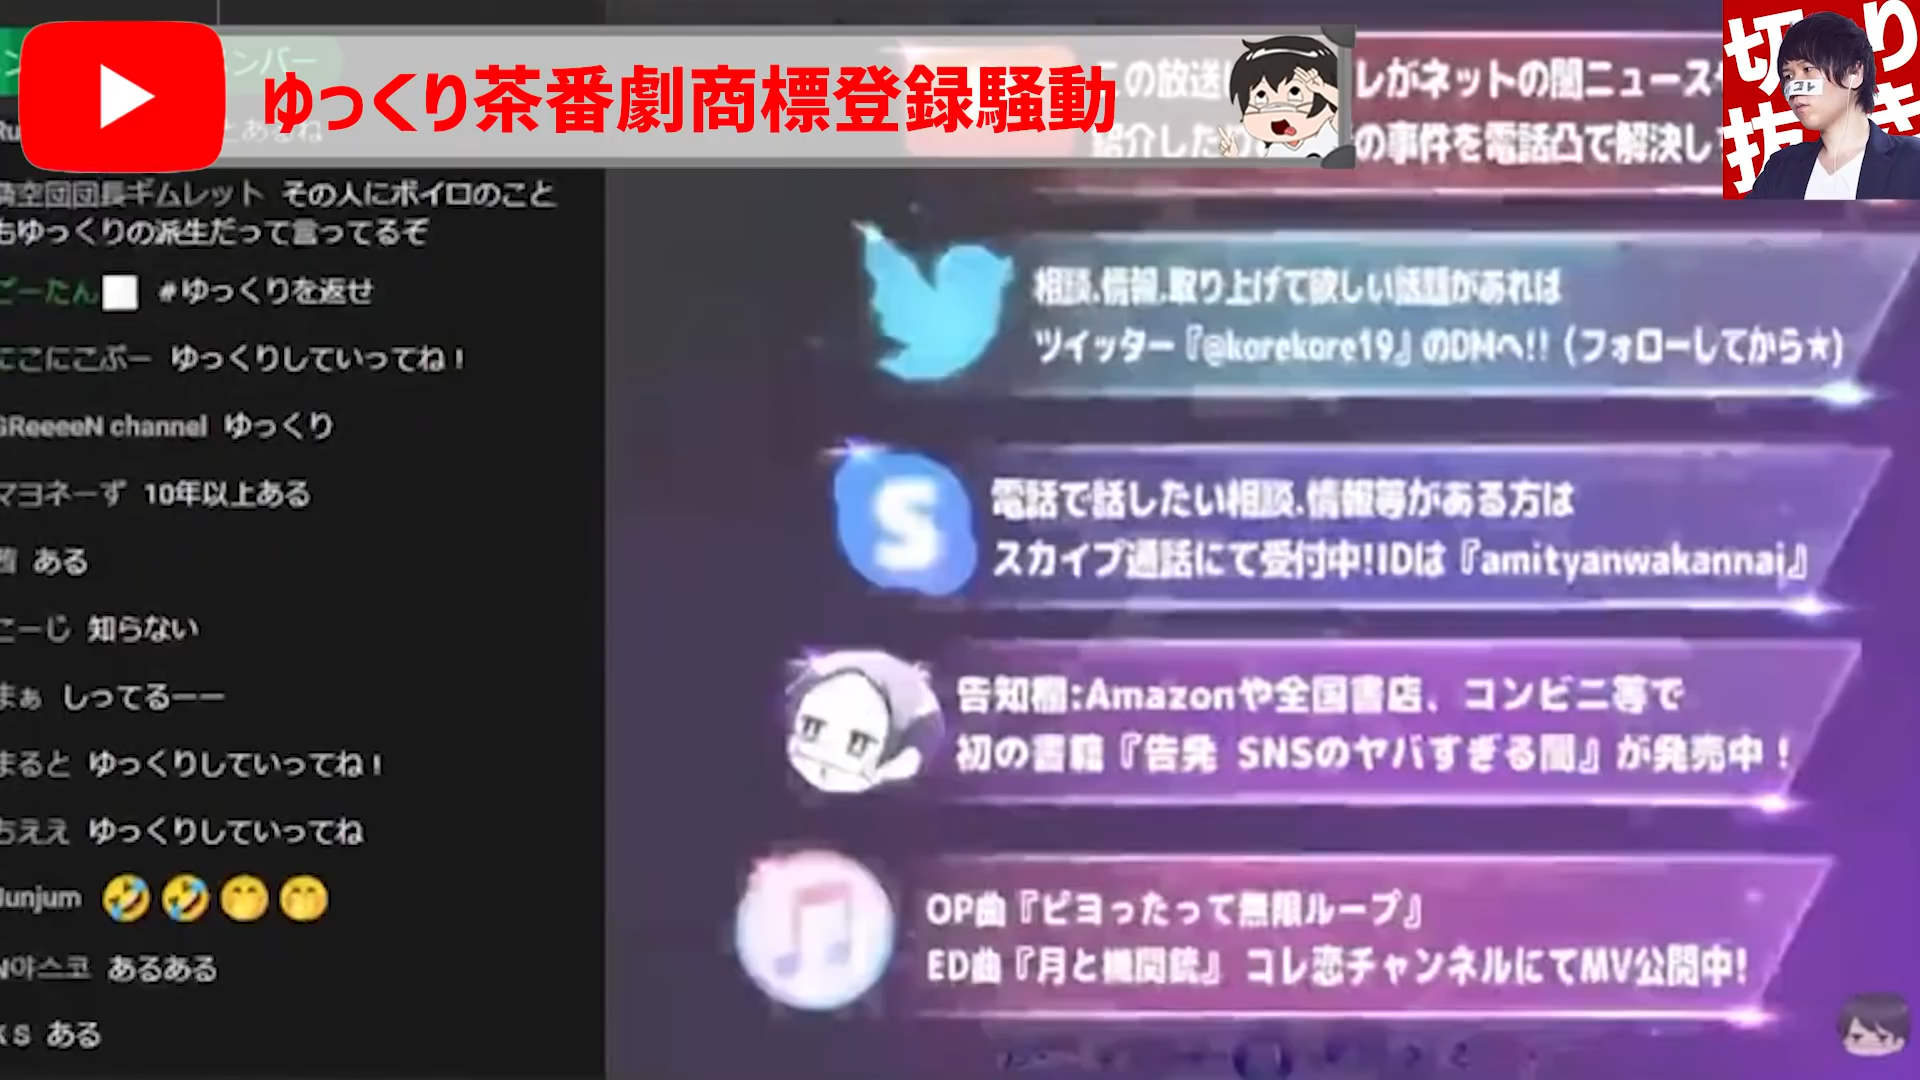 ゆっくり茶番劇商標登録騒動
切り抜き
の放送
レがネットの闇ニュース
紹介した
の事件を電話凸で解決し
とあるね
空団団長ギムレット その人にボイロのこと
もゆっくりの派生だって言ってるぞ
ごーたん #ゆっくりを返せ
にこにこぶー ゆっくりしていってね!
GReeeeN channel ゆっくり
マヨネーず 10年以上ある
茜 ある
こーじ 知らない
まぁ しってるーー
まると ゆっくりしていってね!
ちええ ゆっくりしていってね
Junjum 🤣🤣🤭🤭
야스코 あるある
K S ある
相談.情報.取り上げて欲しい話題があれば
ツイッター『@korekore19』のDMへ!!(フォローしてから★)
電話で話したい相談.情報等がある方は
スカイプ通話にて受付中!IDは『amityanwakannai』
告知欄:Amazonや全国書店、コンビニ等で
初の書籍『告発 SNSのヤバすぎる闇』が発売中!
OP曲『ピヨったって無限ループ』
ED曲『月と機関銃』 コレ恋チャンネルにてMV公開中!